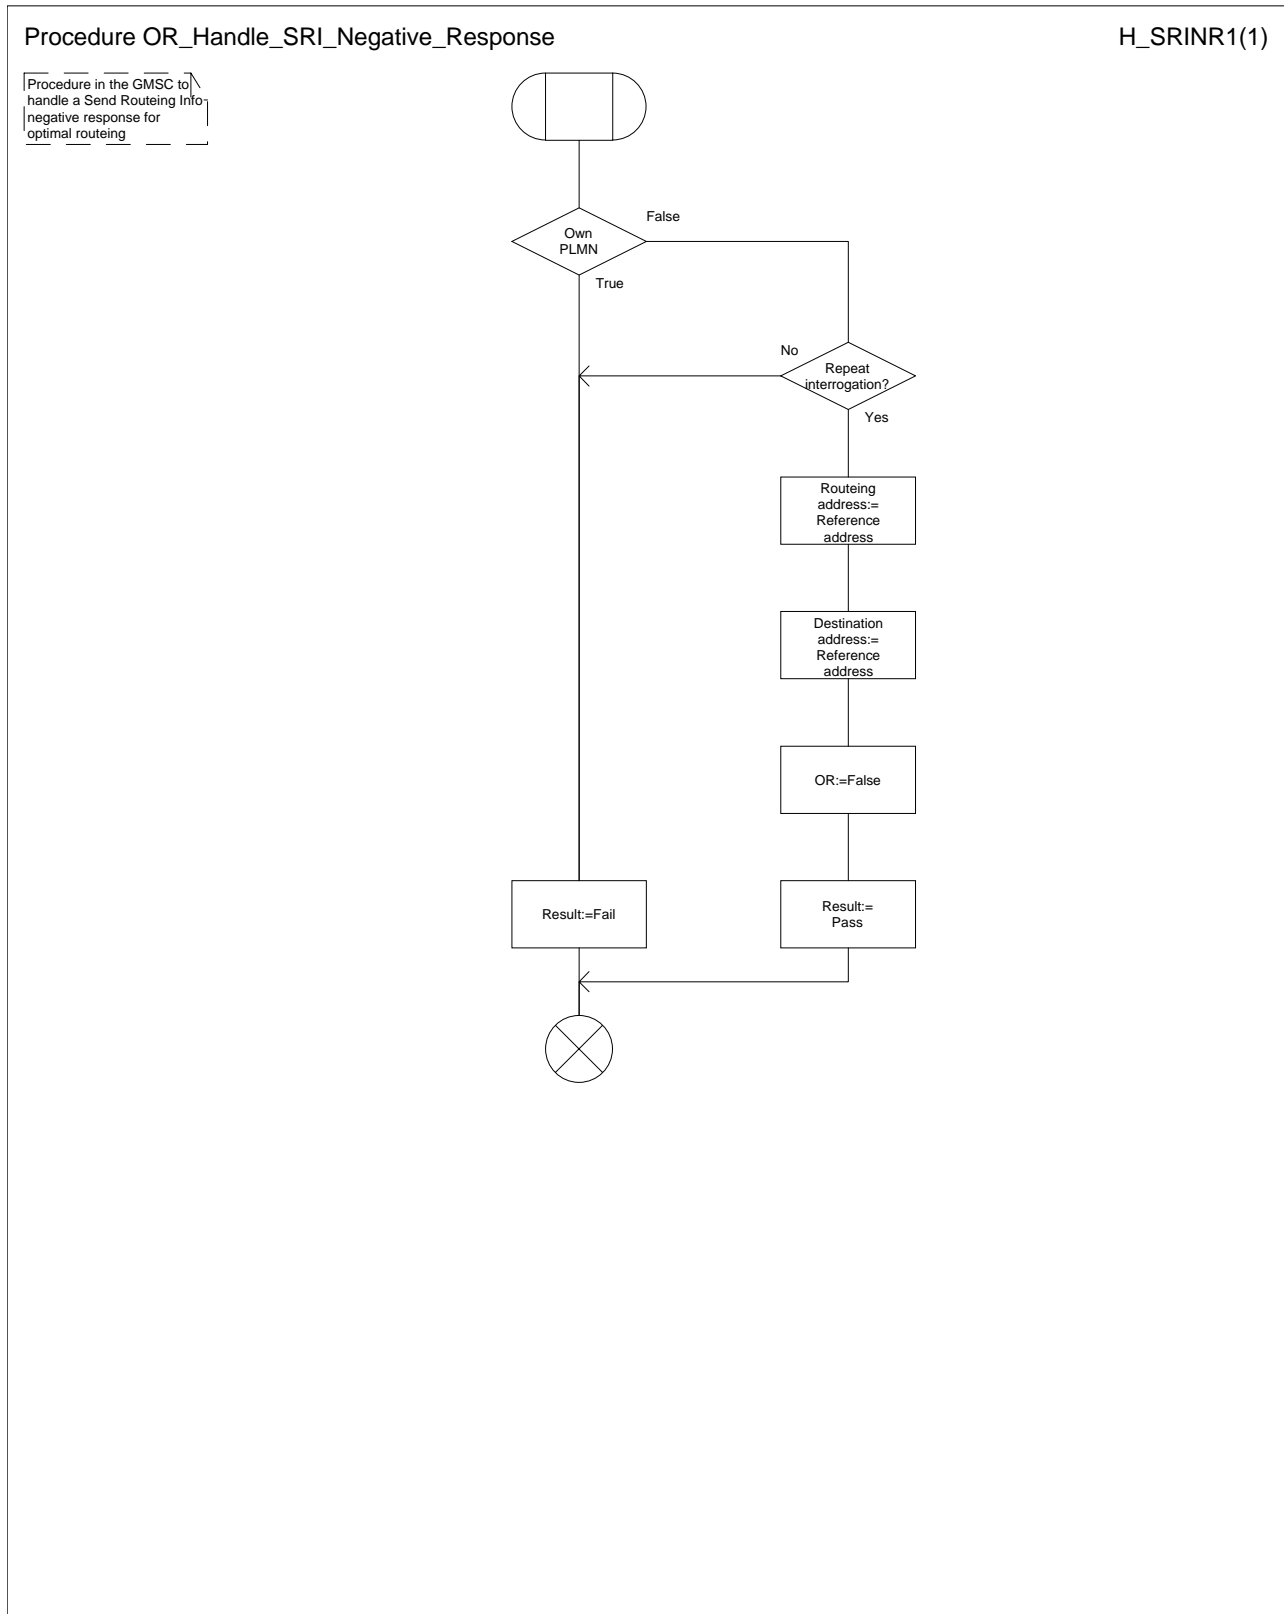 Procedure OR_Handle_SRI_Negative_Response
H_SRINR1(1)
Procedure in the GMSC to
handle a Send Routeing Info
negative response for
optimal routeing
False
Own
PLMN
True
No
Repeat
interrogation?
Yes
Routeing
address:=
Reference
address
Destination
address:=
Reference
address
OR:=False
Result:=Fail
Result:=
Pass